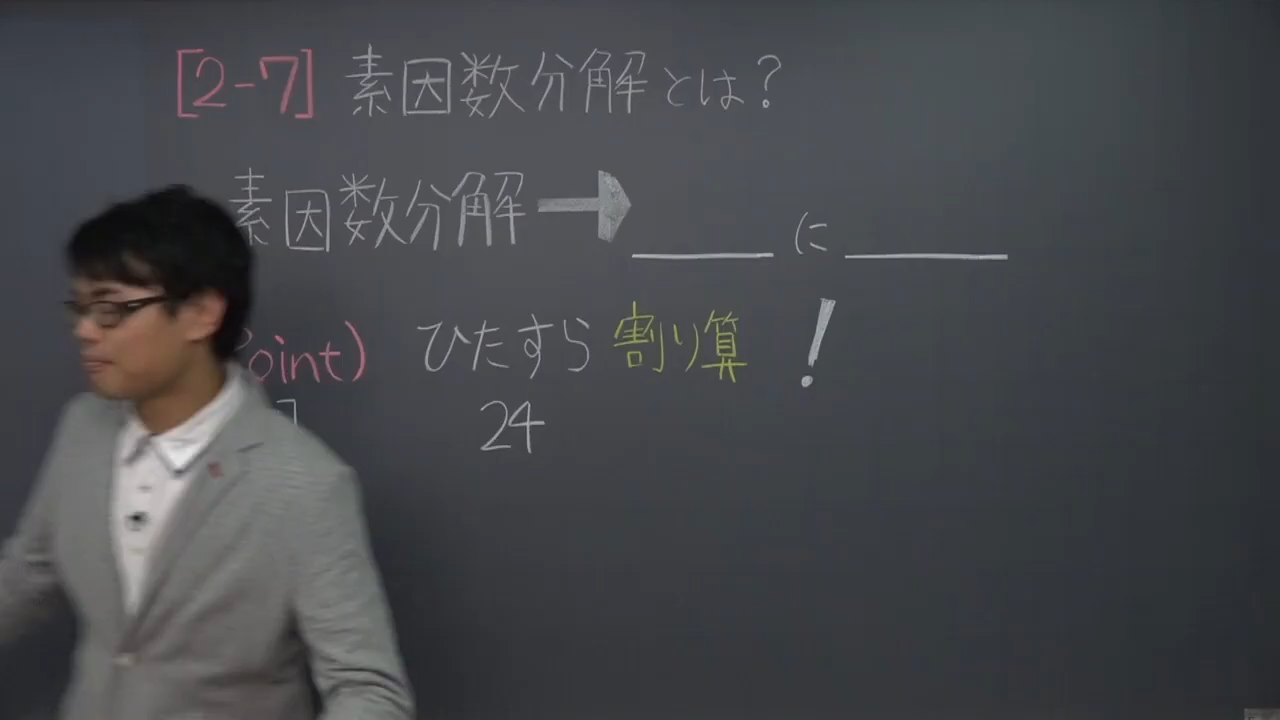 [2-7] 素因数分解とは?
素因数分解 → に
oint) ひたすら 割り算 !
24